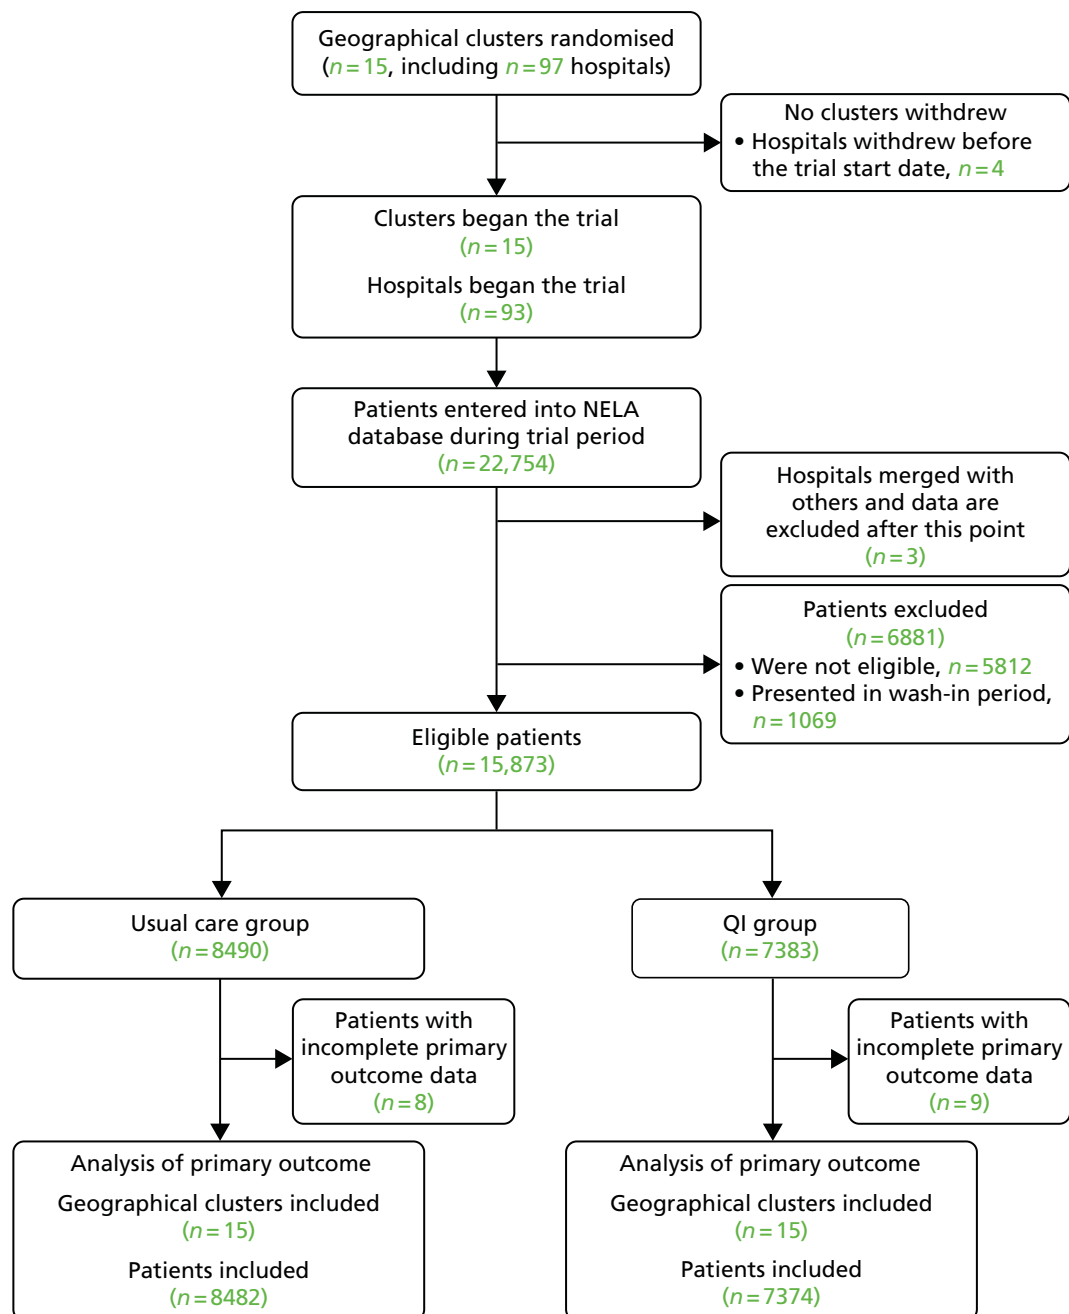 Geographical clusters randomised
(n=15, including n=97 hospitals)
No clusters withdrew
• Hospitals withdrew before
the trial start date, n=4
Clusters began the trial
(n=15)
Hospitals began the trial
(n=93)
Patients entered into NELA
database during trial period
(n=22,754)
Hospitals merged with
others and data are
excluded after this point
(n=3)
Patients excluded
(n=6881)
• Were not eligible, n=5812
• Presented in wash-in period,
n=1069
Eligible patients
(n=15,873)
Usual care group
(n=8490)
QI group
(n=7383)
Patients with
incomplete primary
outcome data
(n=8)
Patients with
incomplete primary
outcome data
(n=9)
Analysis of primary outcome
Geographical clusters included
(n=15)
Patients included
(n=8482)
Analysis of primary outcome
Geographical clusters included
(n=15)
Patients included
(n=7374)